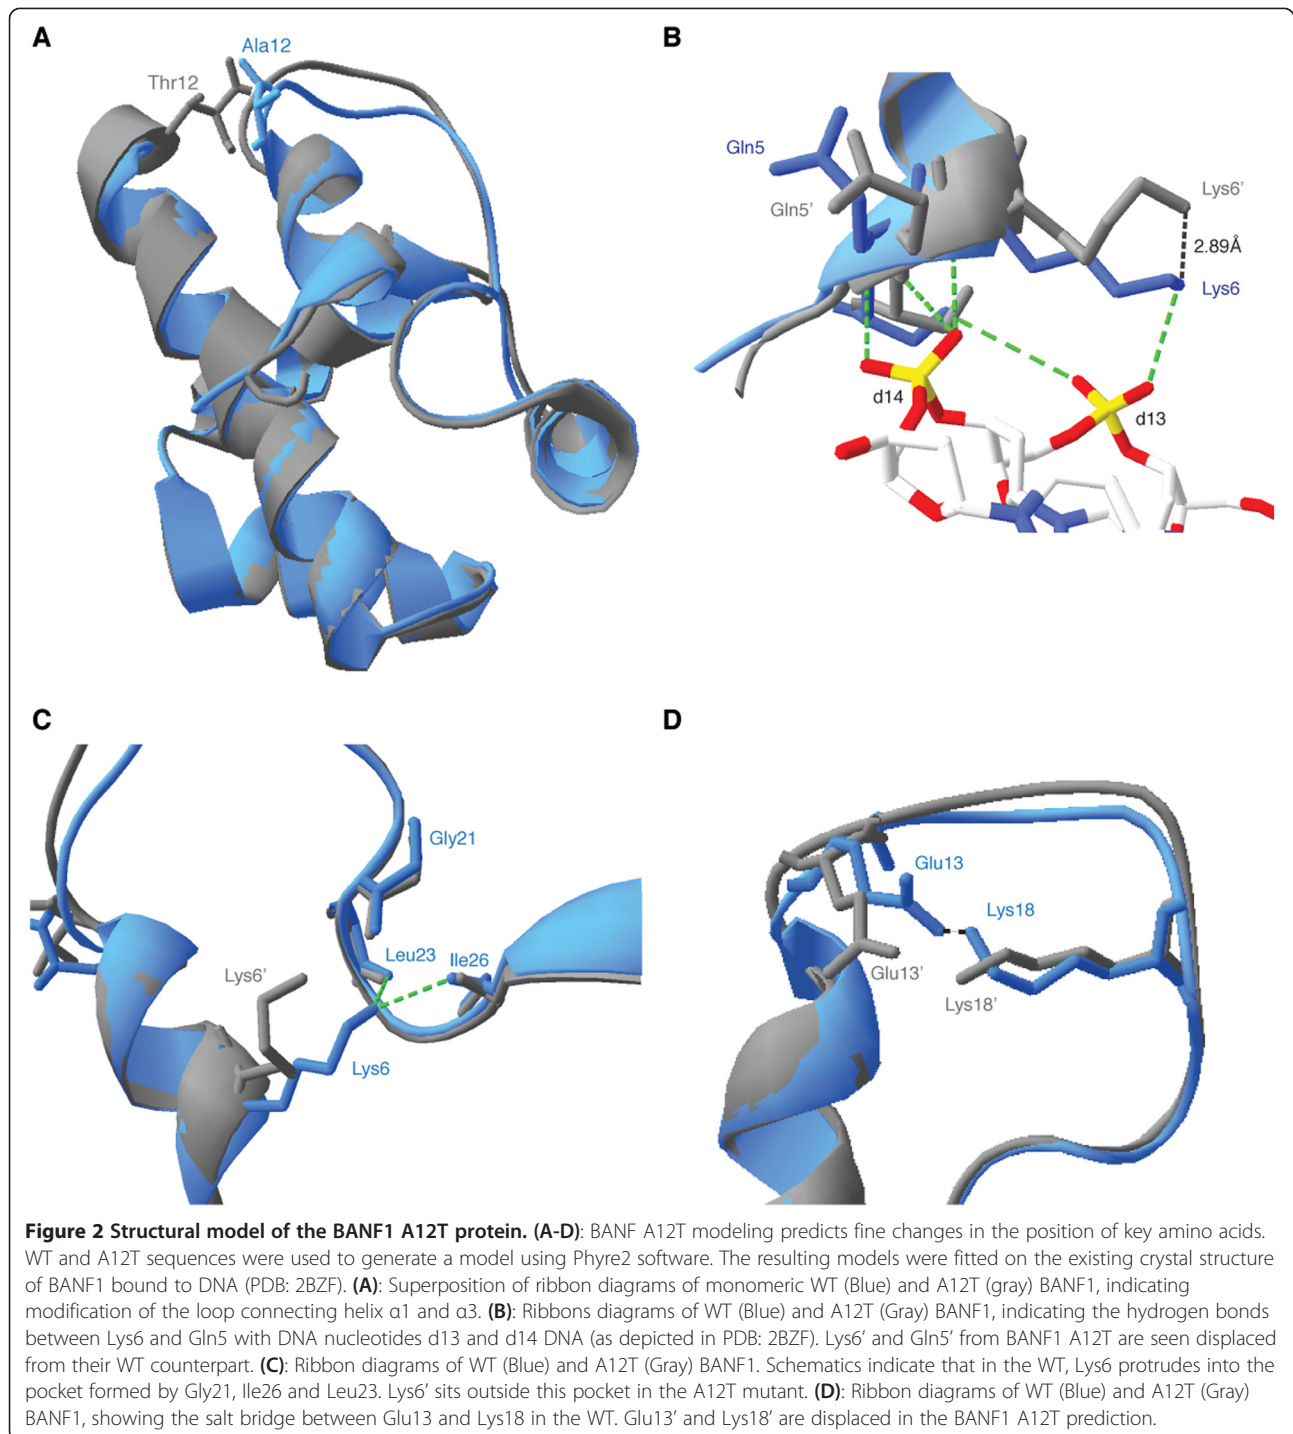 A
Ala12
Thr12
B
Gln5
Gln5’
Lys6’
2.89Å
Lys6
d14
d13
C
Gly21
Leu23
Ile26
Lys6’
Lys6
D
Glu13
Lys18
Glu13’
Lys18’
Figure 2 Structural model of the BANF1 A12T protein. (A-D): BANF A12T modeling predicts fine changes in the position of key amino acids.
WT and A12T sequences were used to generate a model using Phyre2 software. The resulting models were fitted on the existing crystal structure
of BANF1 bound to DNA (PDB: 2BZF). (A): Superposition of ribbon diagrams of monomeric WT (Blue) and A12T (gray) BANF1, indicating
modification of the loop connecting helix α1 and α3. (B): Ribbons diagrams of WT (Blue) and A12T (Gray) BANF1, indicating the hydrogen bonds
between Lys6 and Gln5 with DNA nucleotides d13 and d14 DNA (as depicted in PDB: 2BZF). Lys6’ and Gln5’ from BANF1 A12T are seen displaced
from their WT counterpart. (C): Ribbon diagrams of WT (Blue) and A12T (Gray) BANF1. Schematics indicate that in the WT, Lys6 protrudes into the
pocket formed by Gly21, Ile26 and Leu23. Lys6’ sits outside this pocket in the A12T mutant. (D): Ribbon diagrams of WT (Blue) and A12T (Gray)
BANF1, showing the salt bridge between Glu13 and Lys18 in the WT. Glu13’ and Lys18’ are displaced in the BANF1 A12T prediction.